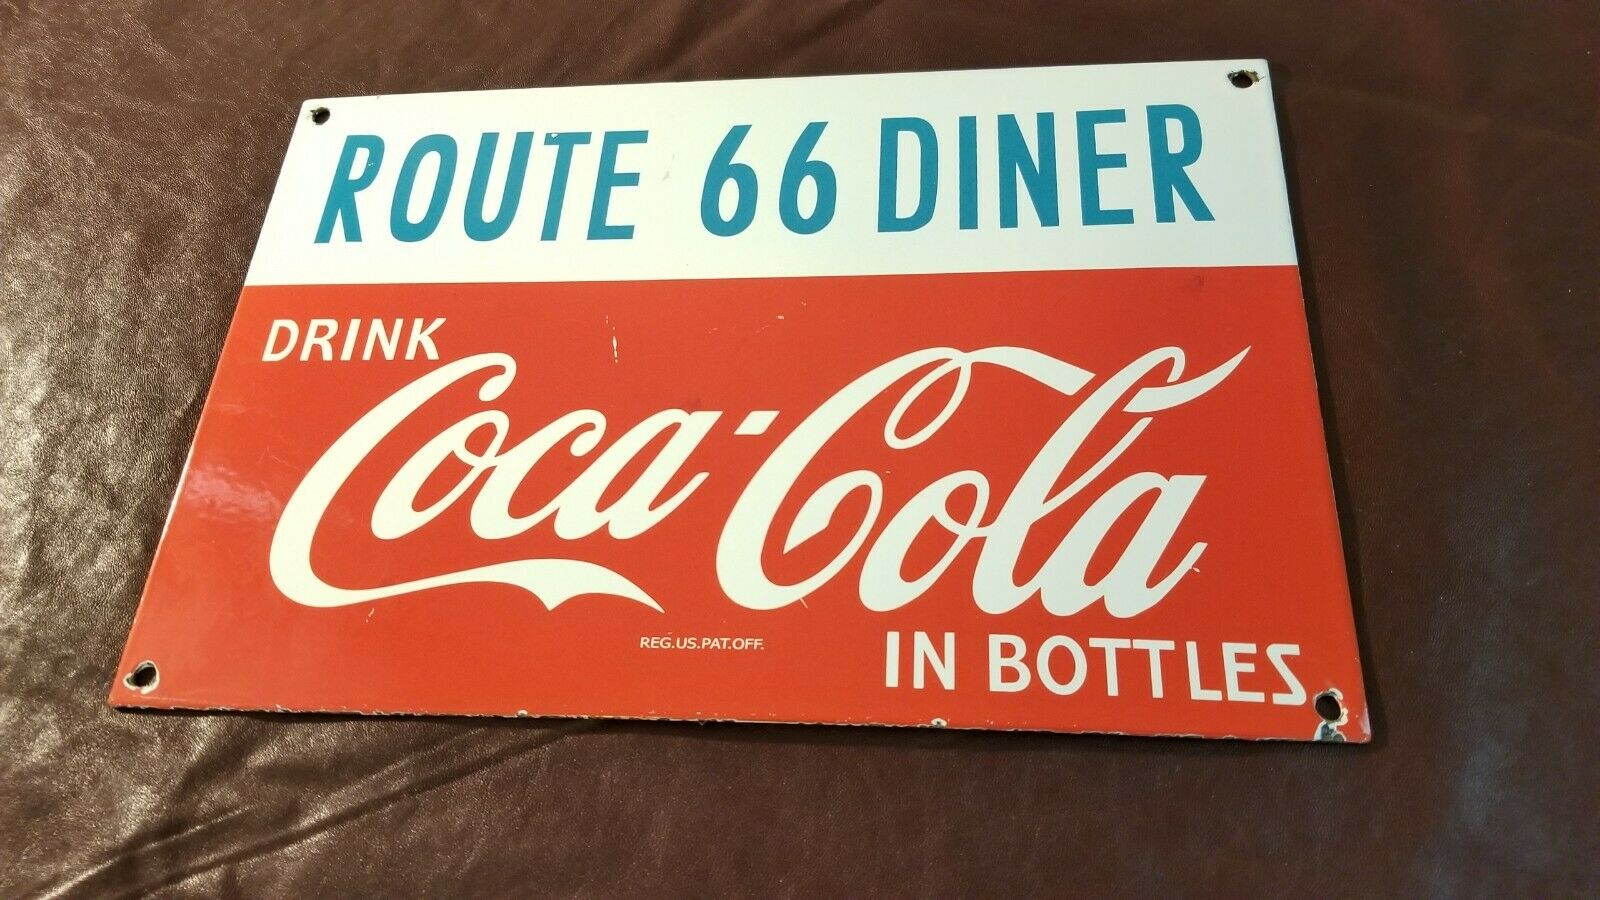 ROUTE 66 DINER
DRINK
Coca-Cola
REG.US.PAT.OFF.
IN BOTTLES